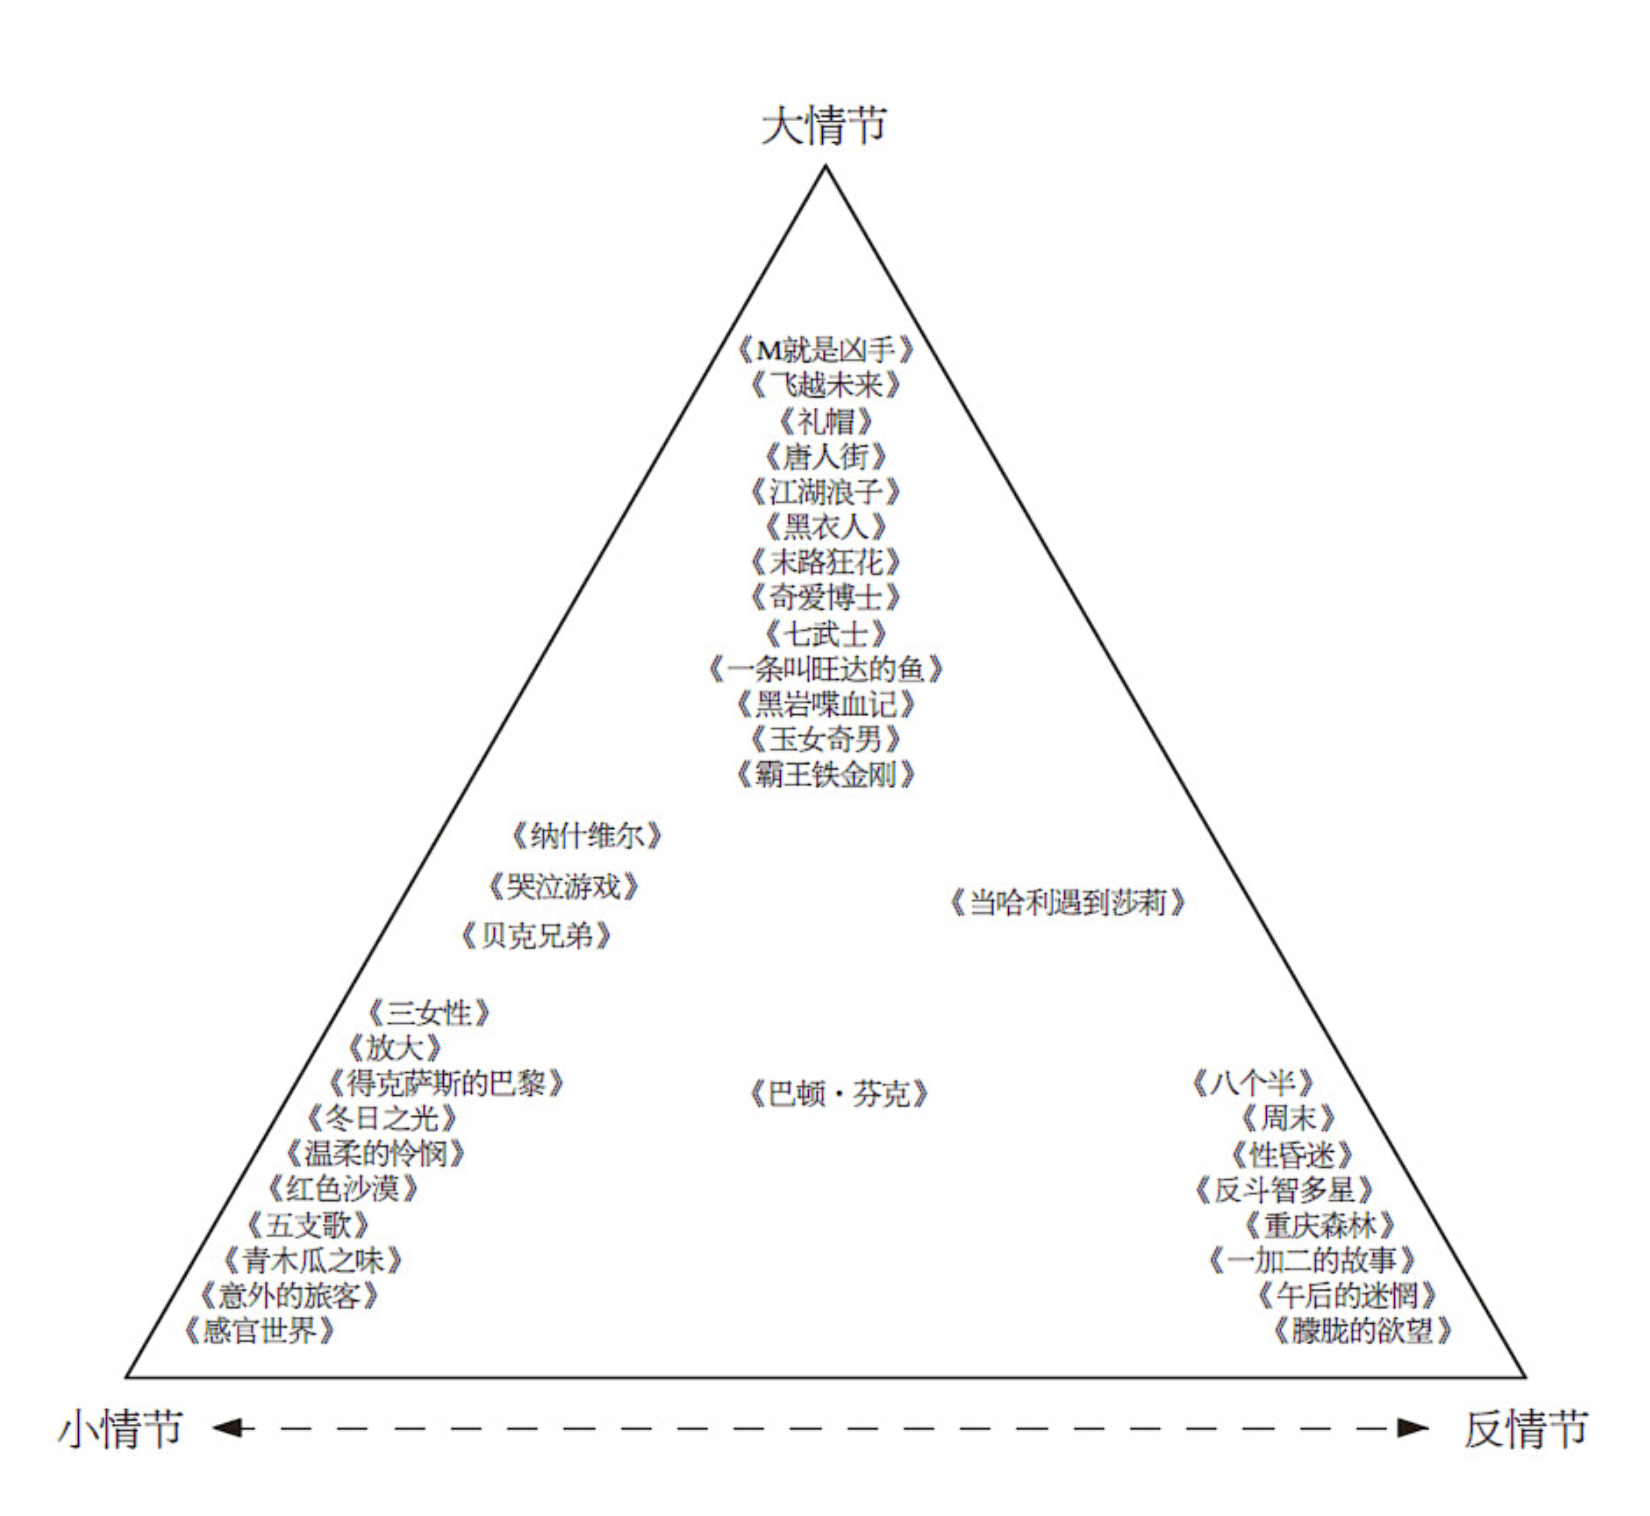 大情节
《M就是凶手》
《飞越未来》
《礼帽》
《唐人街》
《江湖浪子》
《黑衣人》
《末路狂花》
《奇爱博士》
《七武士》
《一条叫旺达的鱼》
《黑岩喋血记》
《玉女奇男》
《霸王铁金刚》
《纳什维尔》
《哭泣游戏》
《贝克兄弟》
《当哈利遇到莎莉》
《三女性》
《放大》
《得克萨斯的巴黎》
《冬日之光》
《温柔的怜悯》
《红色沙漠》
《五支歌》
《青木瓜之味》
《意外的旅客》
《感官世界》
《巴顿·芬克》
《八个半》
《周末》
《性昏迷》
《反斗智多星》
《重庆森林》
《一加二的故事》
《午后的迷惘》
《朦胧的欲望》
小情节
反情节